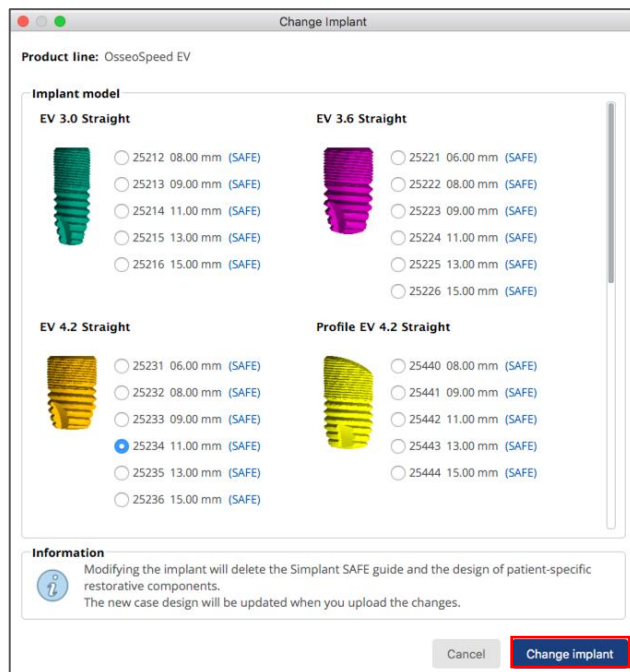 Change Implant
Product line: OsseoSpeed EV
Implant model
EV 3.0 Straight
25212 08.00 mm (SAFE)
25213 09.00 mm (SAFE)
25214 11.00 mm (SAFE)
25215 13.00 mm (SAFE)
25216 15.00 mm (SAFE)
EV 3.6 Straight
25221 06.00 mm (SAFE)
25222 08.00 mm (SAFE)
25223 09.00 mm (SAFE)
25224 11.00 mm (SAFE)
25225 13.00 mm (SAFE)
25226 15.00 mm (SAFE)
EV 4.2 Straight
25231 06.00 mm (SAFE)
25232 08.00 mm (SAFE)
25233 09.00 mm (SAFE)
25234 11.00 mm (SAFE)
25235 13.00 mm (SAFE)
25236 15.00 mm (SAFE)
Profile EV 4.2 Straight
25440 08.00 mm (SAFE)
25441 09.00 mm (SAFE)
25442 11.00 mm (SAFE)
25443 13.00 mm (SAFE)
25444 15.00 mm (SAFE)
Information
Modifying the implant will delete the Simplant SAFE guide and the design of patient-specific
restorative components.
The new case design will be updated when you upload the changes.
Cancel
Change implant